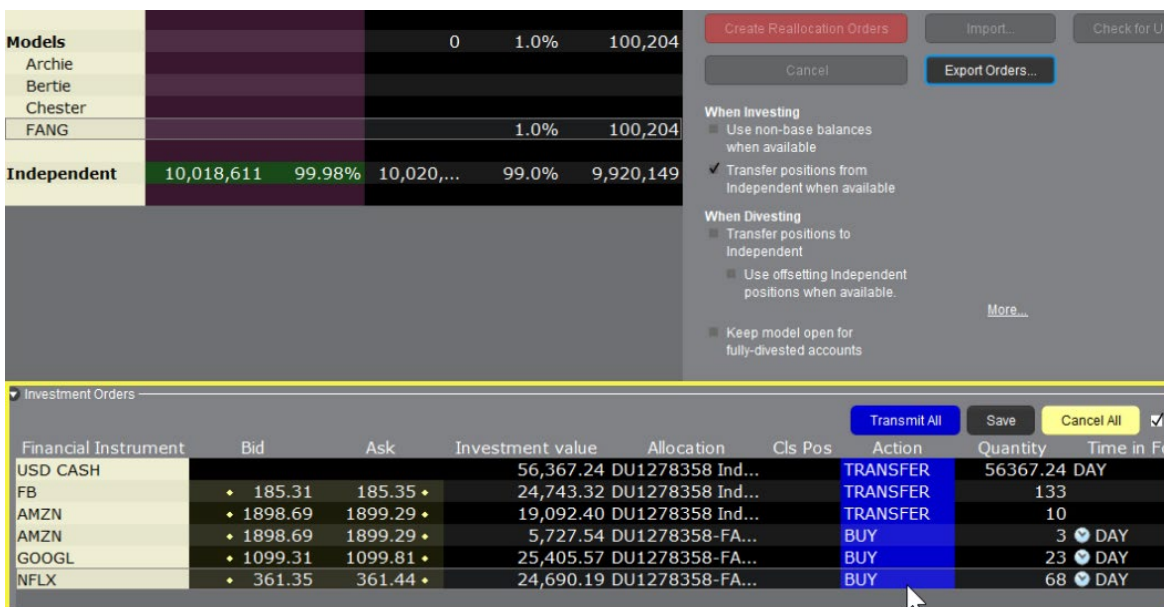 Create Reallocation Orders Import... Check for U
Models 0 1.0% 100,204
Archie
Cancel Export Orders...
Bertie
Chester
When Investing
FANG 1.0% 100,204
Use non-base balances
when available
Independent 10,018,611 99.98% 10,020,... 99.0% 9,920,149
Transfer positions from
Independent when available
When Divesting
Transfer positions to
Independent
Use offsetting Independent
positions when available.
More...
Keep model open for
fully-divested accounts
Investment Orders
Transmit All Save Cancel All
Financial Instrument Bid Ask Investment value Allocation Cls Pos Action Quantity Time in Fo
USD CASH 56,367.24 DU1278358 Ind... TRANSFER 56367.24 DAY
FB 185.31 185.35 24,743.32 DU1278358 Ind... TRANSFER 133
AMZN 1898.69 1899.29 19,092.40 DU1278358 Ind... TRANSFER 10
AMZN 1898.69 1899.29 5,727.54 DU1278358-FA... BUY 3 DAY
GOOGL 1099.31 1099.81 25,405.57 DU1278358-FA... BUY 23 DAY
NFLX 361.35 361.44 24,690.19 DU1278358-FA... BUY 68 DAY